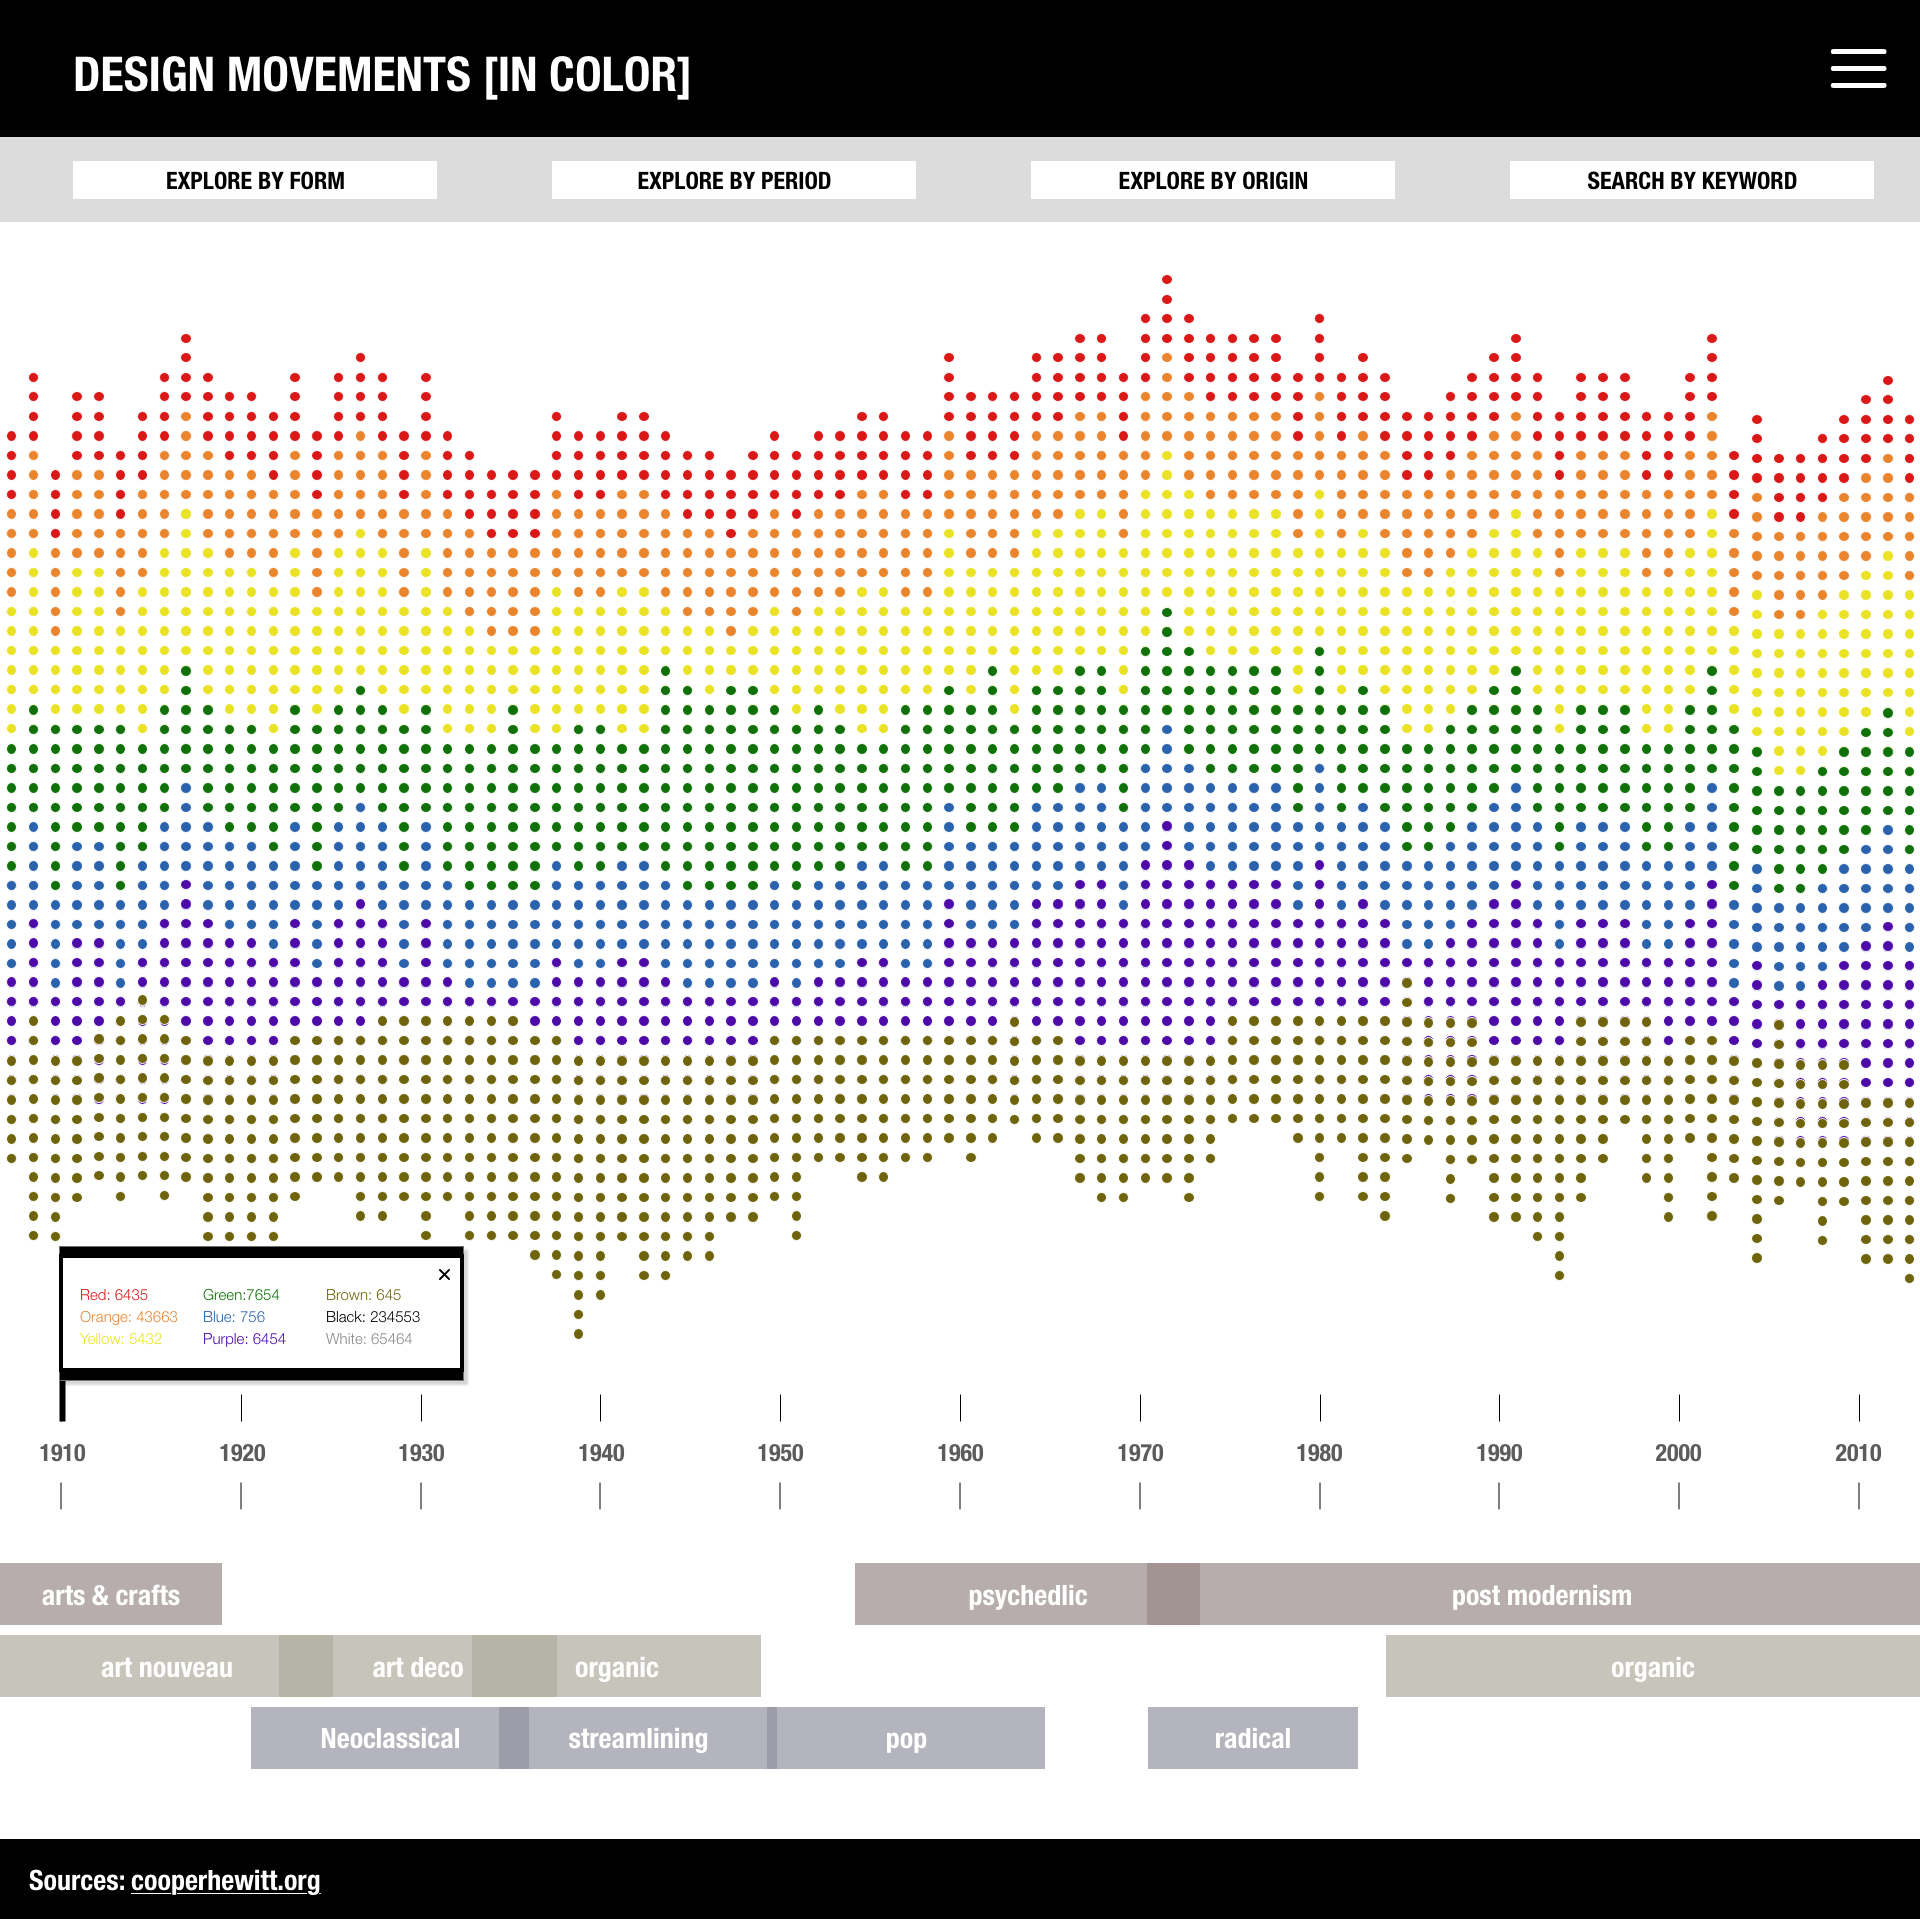 DESIGN MOVEMENTS [IN COLOR]
EXPLORE BY FORM
EXPLORE BY PERIOD
EXPLORE BY ORIGIN
SEARCH BY KEYWORD
Red: 6435
Green:7654
Brown: 645
Orange: 43663
Blue: 756
Black: 234553
Yellow: 5432
Purple: 6454
White: 65464
1910
1920
1930
1940
1950
1960
1970
1980
1990
2000
2010
arts & crafts
psychedlic
post modernism
art nouveau
art deco
organic
organic
Neoclassical
streamlining
pop
radical
Sources: cooperhewitt.org